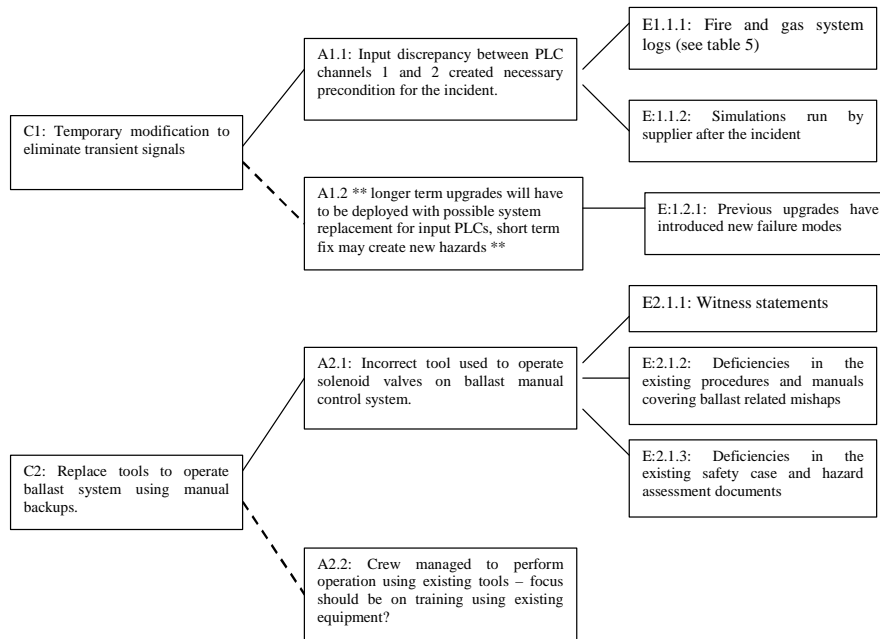 E1.1.1: Fire and gas system
logs (see table 5)
A1.1: Input discrepancy between PLC
channels 1 and 2 created necessary
precondition for the incident.
E:1.1.2: Simulations run by
supplier after the incident
C1: Temporary modification to
eliminate transient signals
A1.2 ** longer term upgrades will have
to be deployed with possible system
replacement for input PLCs, short term
fix may create new hazards **
E:1.2.1: Previous upgrades have
introduced new failure modes
E2.1.1: Witness statements
A2.1: Incorrect tool used to operate
solenoid valves on ballast manual
control system.
E:2.1.2: Deficiencies in the
existing procedures and manuals
covering ballast related mishaps
E:2.1.3: Deficiencies in the
existing safety case and hazard
assessment documents
C2: Replace tools to operate
ballast system using manual
backups.
A2.2: Crew managed to perform
operation using existing tools – focus
should be on training using existing
equipment?